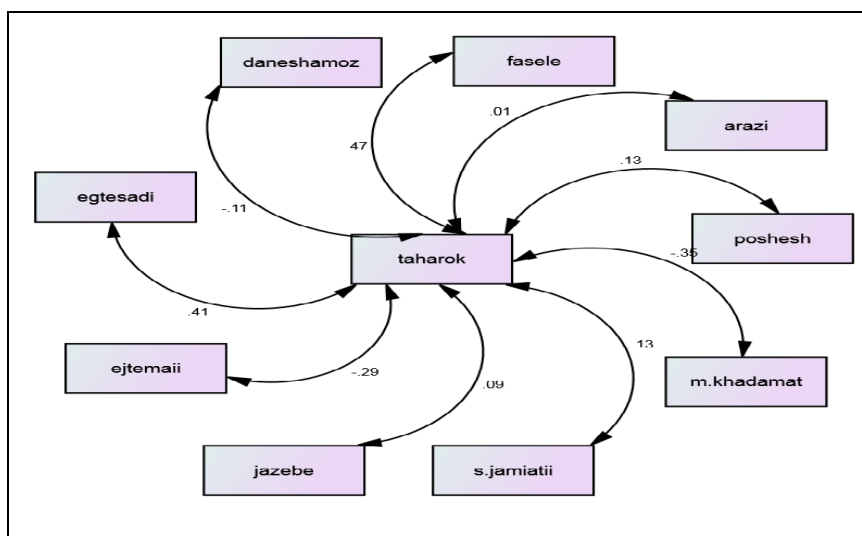 daneshamoz
fasele
arazi
.01
47
.13
egtesadi
-.11
poshesh
taharok
-.35
.41
13
ejtemaii
-.29
m.khadamat
.09
jazebe
s.jamiatii